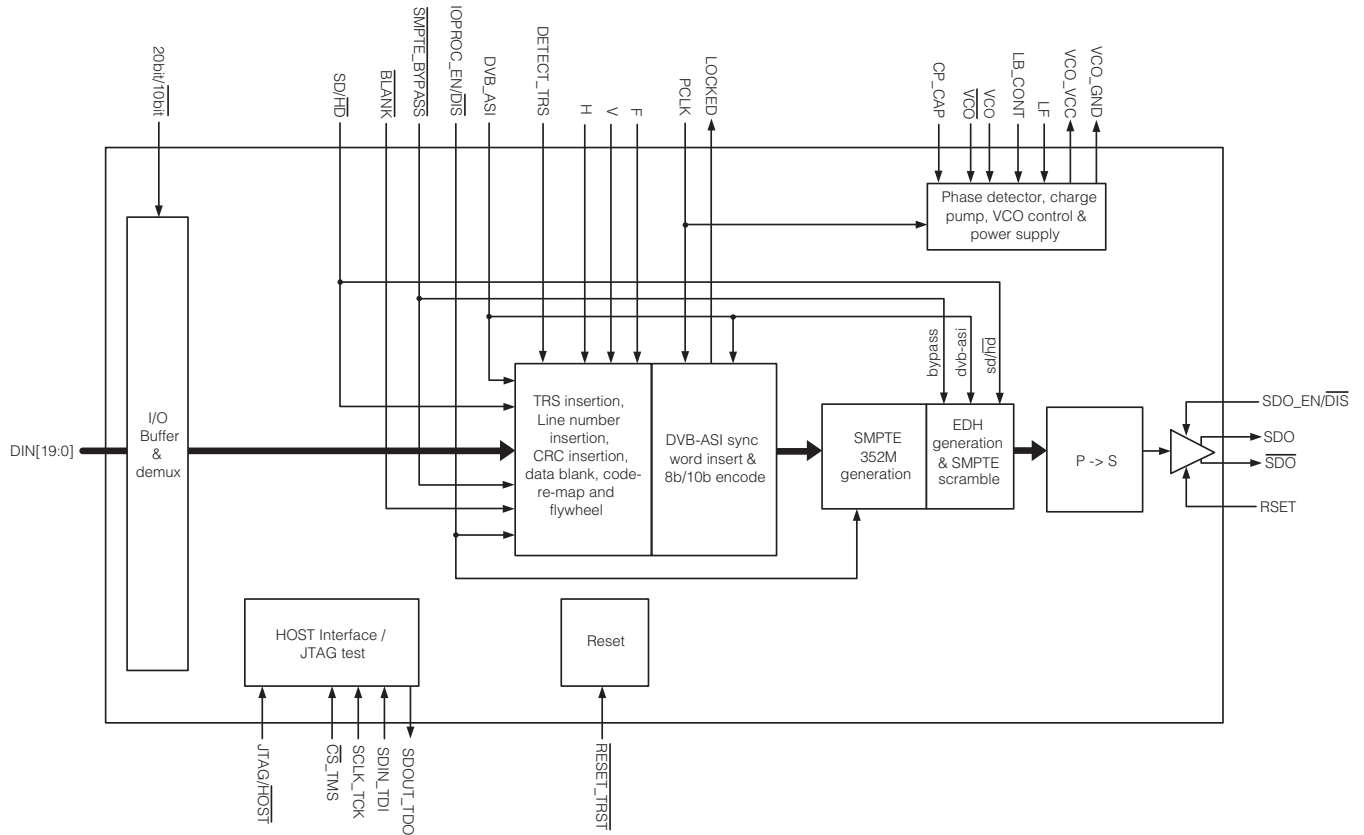 20bit/10bit
SD/HD
BLANK
SMPTE_BYPASS
IOPROC_EN/DIS
DVB_ASI
DETECT_TRS
H
V
F
PCLK
LOCKED
CP_CAP
VCO
VCO
LB_CONT
LF
VCO_VCC
VCO_GND
Phase detector, charge
pump, VCO control &
power supply
bypass
dvb-asi
sd/hd
DIN[19:0]
I/O
Buffer
&
demux
TRS insertion,
Line number
insertion,
CRC insertion,
data blank, code-
re-map and
flywheel
DVB-ASI sync
word insert &
8b/10b encode
SMPTE
352M
generation
EDH
generation
& SMPTE
scramble
P -> S
SDO_EN/DIS
SDO
SDO
RSET
HOST Interface /
JTAG test
Reset
JTAG/HOST
CS_TMS
SCLK_TCK
SDIN_TDI
SDOUT_TDO
RESET_TRST